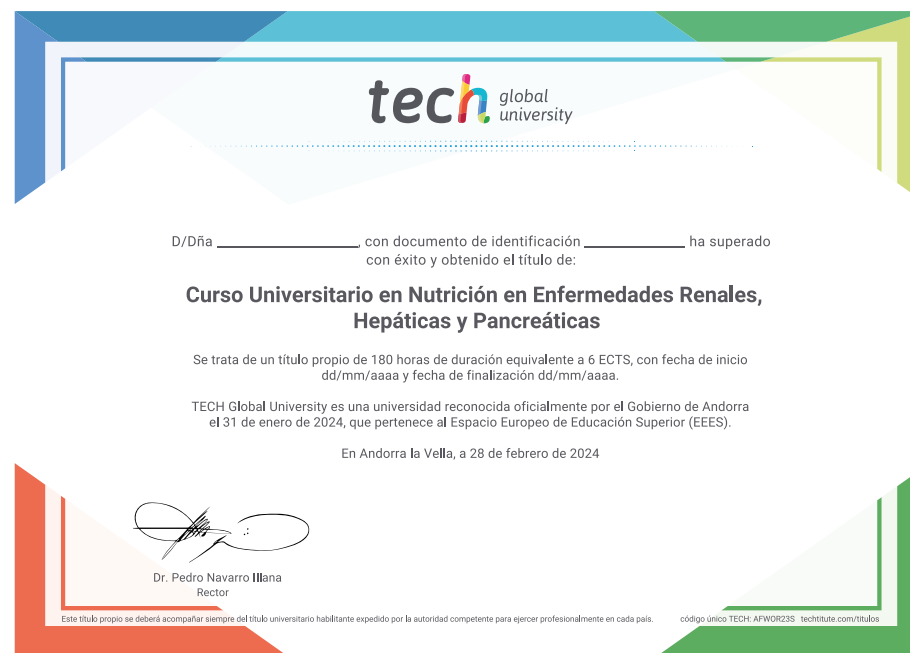 tech global university
D/Dña ____________________, con documento de identificación ______________ ha superado
con éxito y obtenido el título de:
Curso Universitario en Nutrición en Enfermedades Renales,
Hepáticas y Pancreáticas
Se trata de un título propio de 180 horas de duración equivalente a 6 ECTS, con fecha de inicio
dd/mm/aaaa y fecha de finalización dd/mm/aaaa.
TECH Global University es una universidad reconocida oficialmente por el Gobierno de Andorra
el 31 de enero de 2024, que pertenece al Espacio Europeo de Educación Superior (EEES).
En Andorra la Vella, a 28 de febrero de 2024
Dr. Pedro Navarro Illana
Rector
Este título propio se deberá acompañar siempre del título universitario habilitante expedido por la autoridad competente para ejercer profesionalmente en cada país. código único TECH: AFWOR23S techtitute.com/titulos